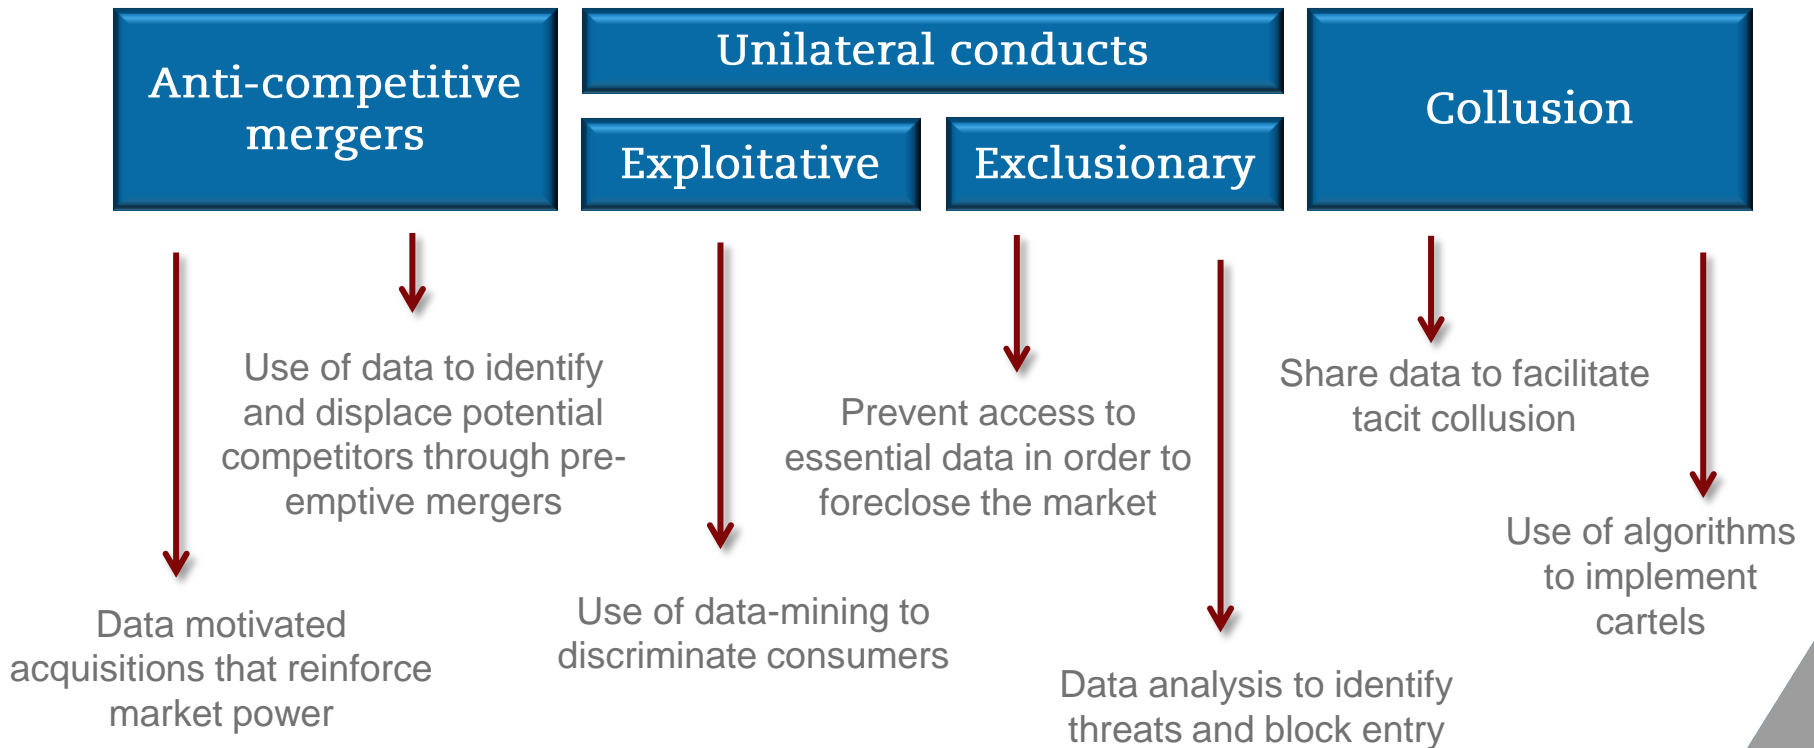 Anti-competitive
mergers
Unilateral conducts
Exploitative
Exclusionary
Collusion
Use of data to identify
and displace potential
competitors through pre-
emptive mergers
Data motivated
acquisitions that reinforce
market power
Use of data-mining to
discriminate consumers
Prevent access to
essential data in order to
foreclose the market
Data analysis to identify
threats and block entry
Share data to facilitate
tacit collusion
Use of algorithms
to implement
cartels